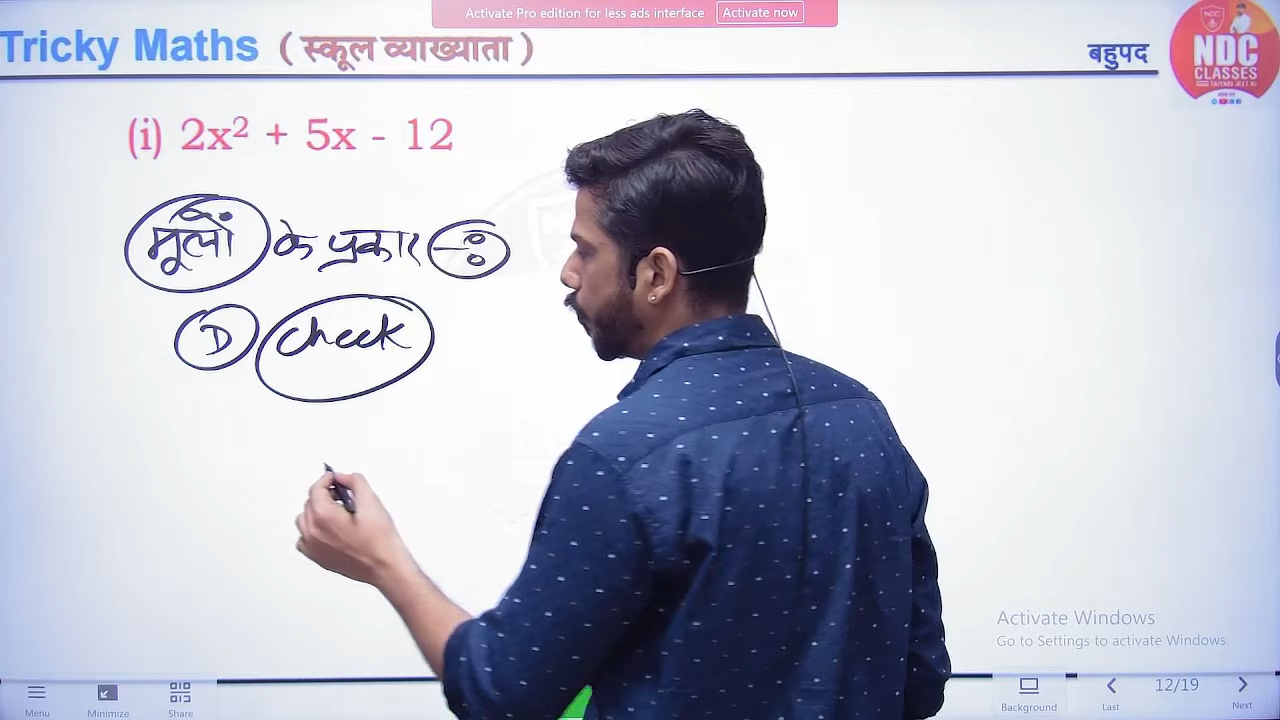 Activate Pro edition for less ads interface Activate now
Tricky Maths ( स्कूल व्याख्याता )
बहुपद
NDC
CLASSES
(i) 2x² + 5x - 12
मूलों के प्रकार -:
D check
Activate Windows
Go to Settings to activate Windows.
Menu Minimize Share
Background Last 12/19 Next